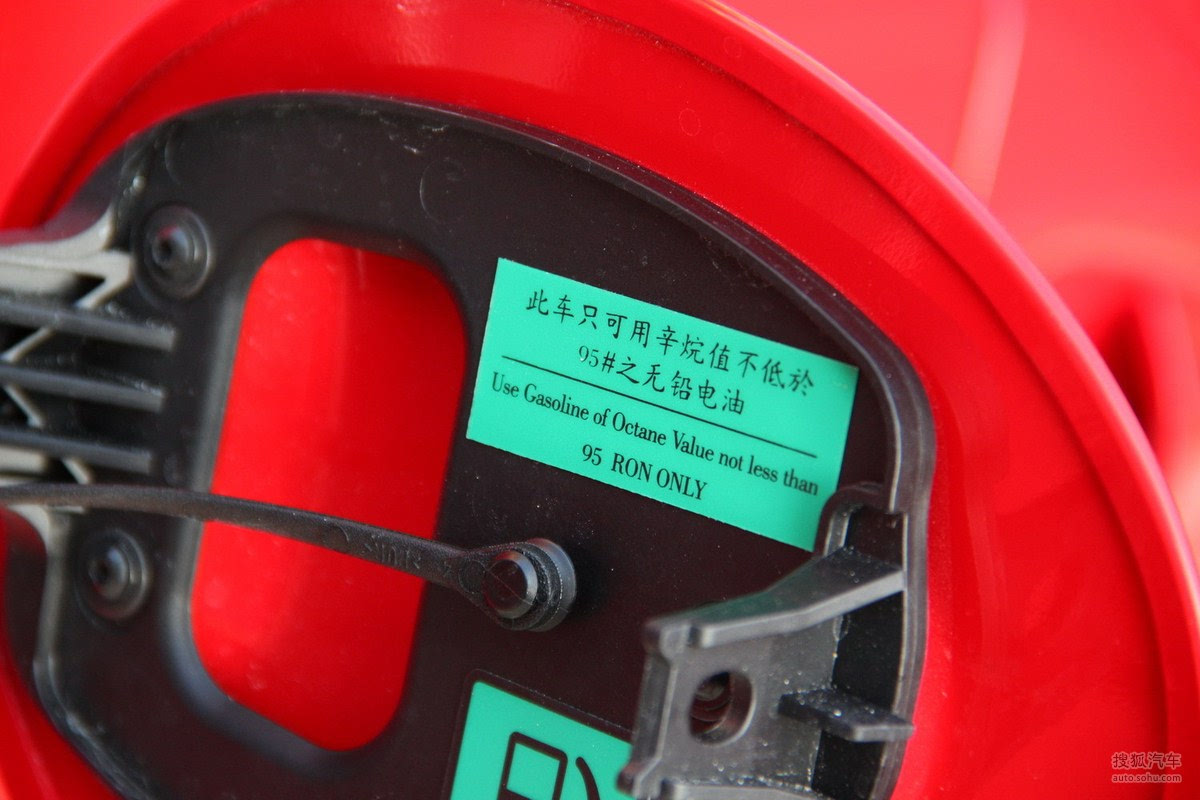 此车只可用辛烷值不低於
95#之无铅电油
Use Gasoline of Octane Value not less than
95 RON ONLY
搜狐汽车
auto.sohu.com